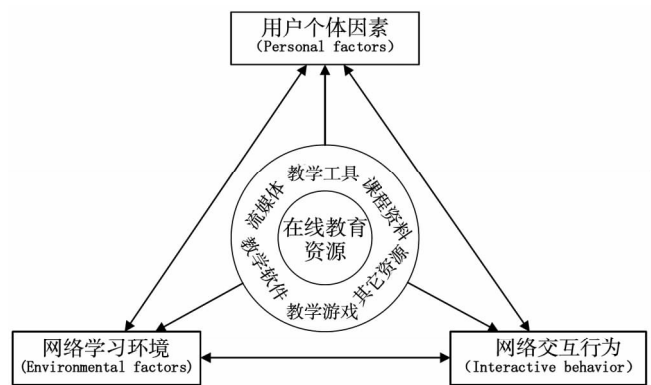 用户个体因素
(Personal factors)
教学工具
流媒体
课程资料
在线教育
资源
教学软件
其它资源
教学游戏
网络学习环境
(Environmental factors)
网络交互行为
(Interactive behavior)